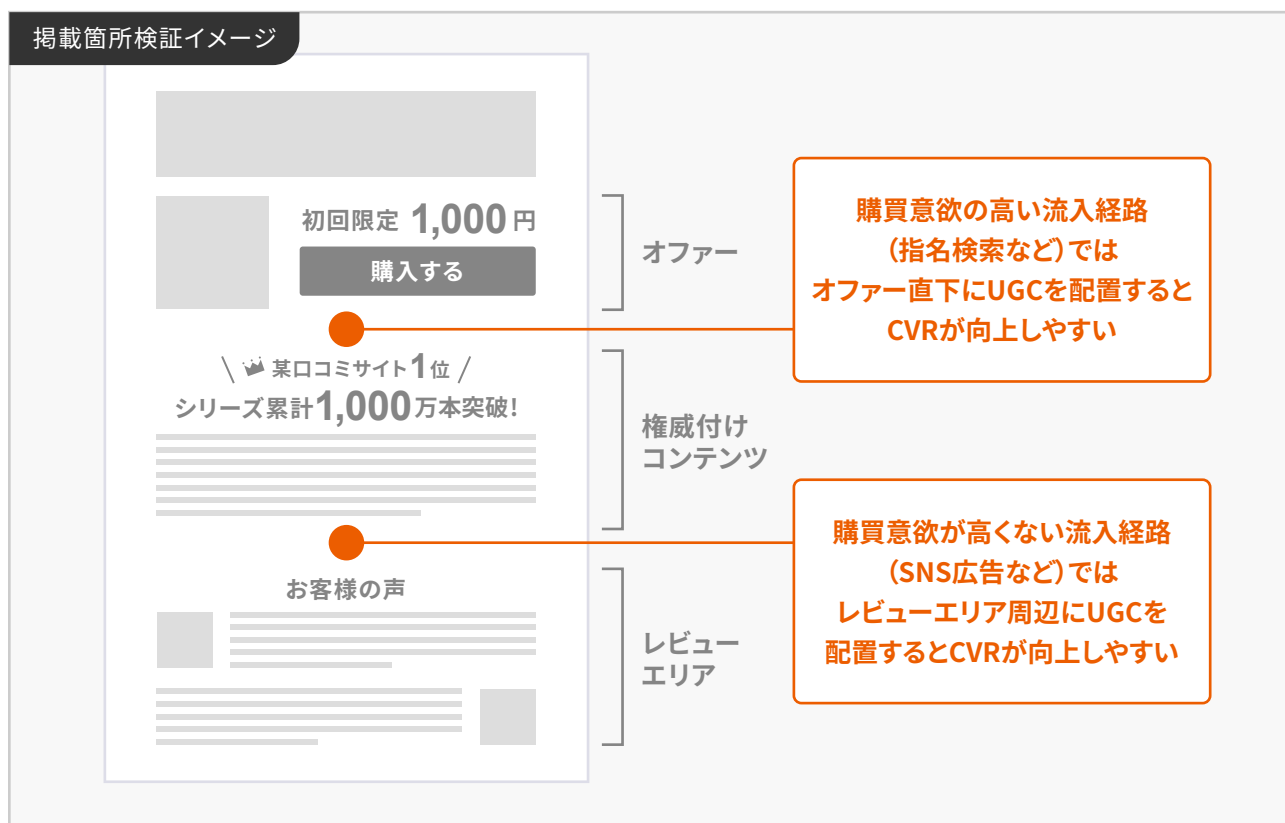 掲載箇所検証イメージ
初回限定 1,000 円
購入する
オファー
購買意欲の高い流入経路
（指名検索など）では
オファー直下にUGCを配置すると
CVRが向上しやすい
某口コミサイト1位
シリーズ累計1,000万本突破!
権威付け
コンテンツ
購買意欲が高くない流入経路
（SNS広告など）では
レビューエリア周辺にUGCを
配置するとCVRが向上しやすい
お客様の声
レビュー
エリア